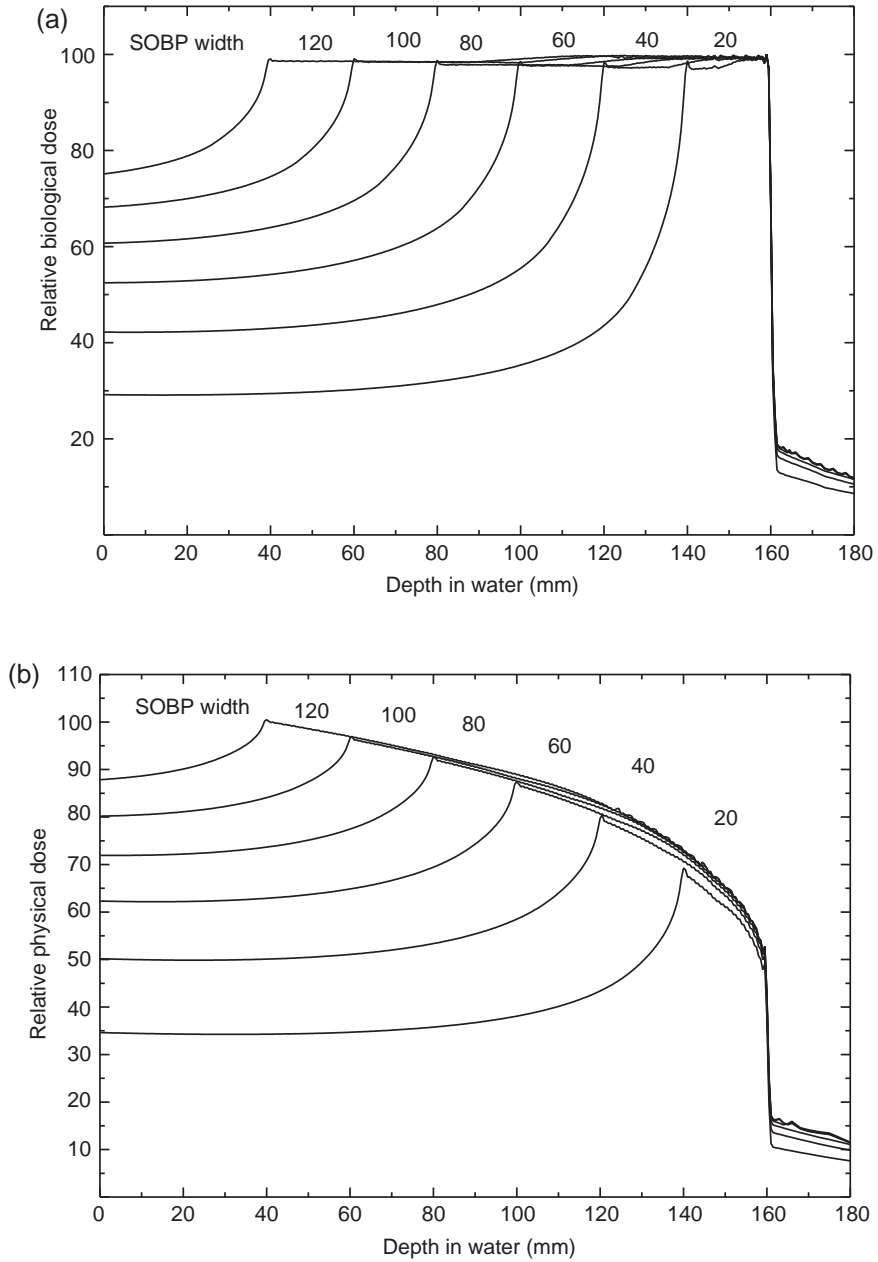 (a)
SOBP width 120 100 80 60 40 20
100
80
60
40
20
Relative biological dose
0 20 40 60 80 100 120 140 160 180
Depth in water (mm)
(b)
110
SOBP width 120 100 80 60 40 20
100
90
80
70
60
50
40
30
20
10
Relative physical dose
0 20 40 60 80 100 120 140 160 180
Depth in water (mm)